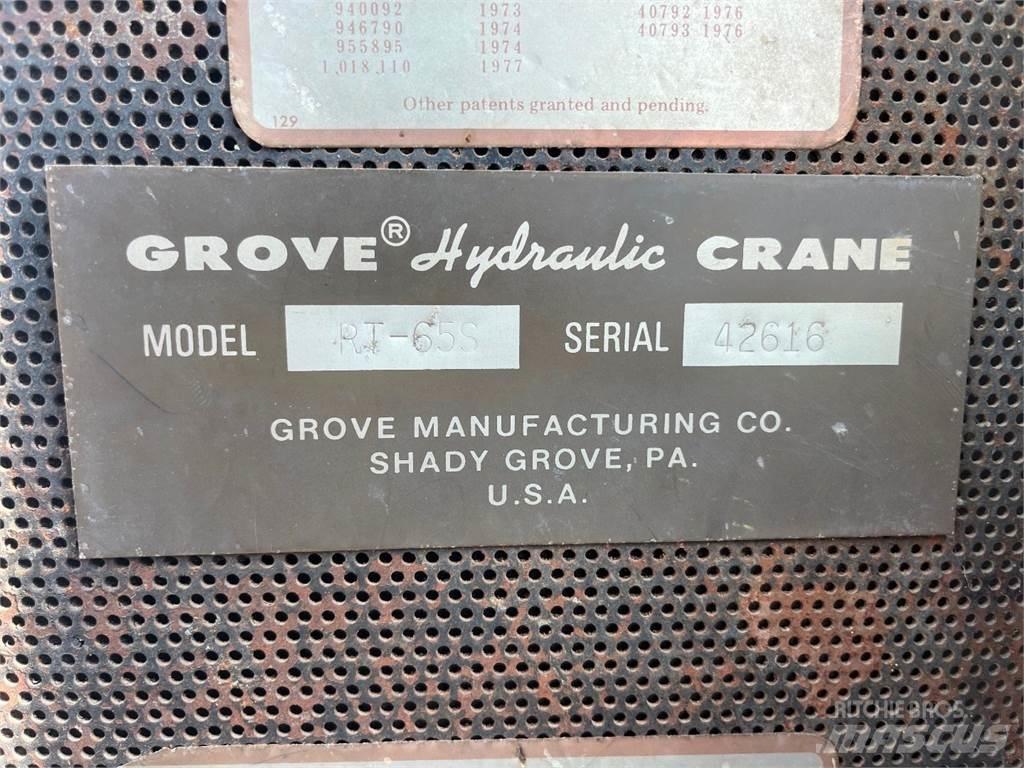 940092 1973 40792 1976
946790 1974 40793 1976
955895 1974
1,018,110 1977
Other patents granted and pending.
129
GROVE® Hydraulic CRANE
MODEL RT-65S SERIAL 42616
GROVE MANUFACTURING CO.
SHADY GROVE, PA.
U.S.A.
RITCHIE BROS.
MASCUS